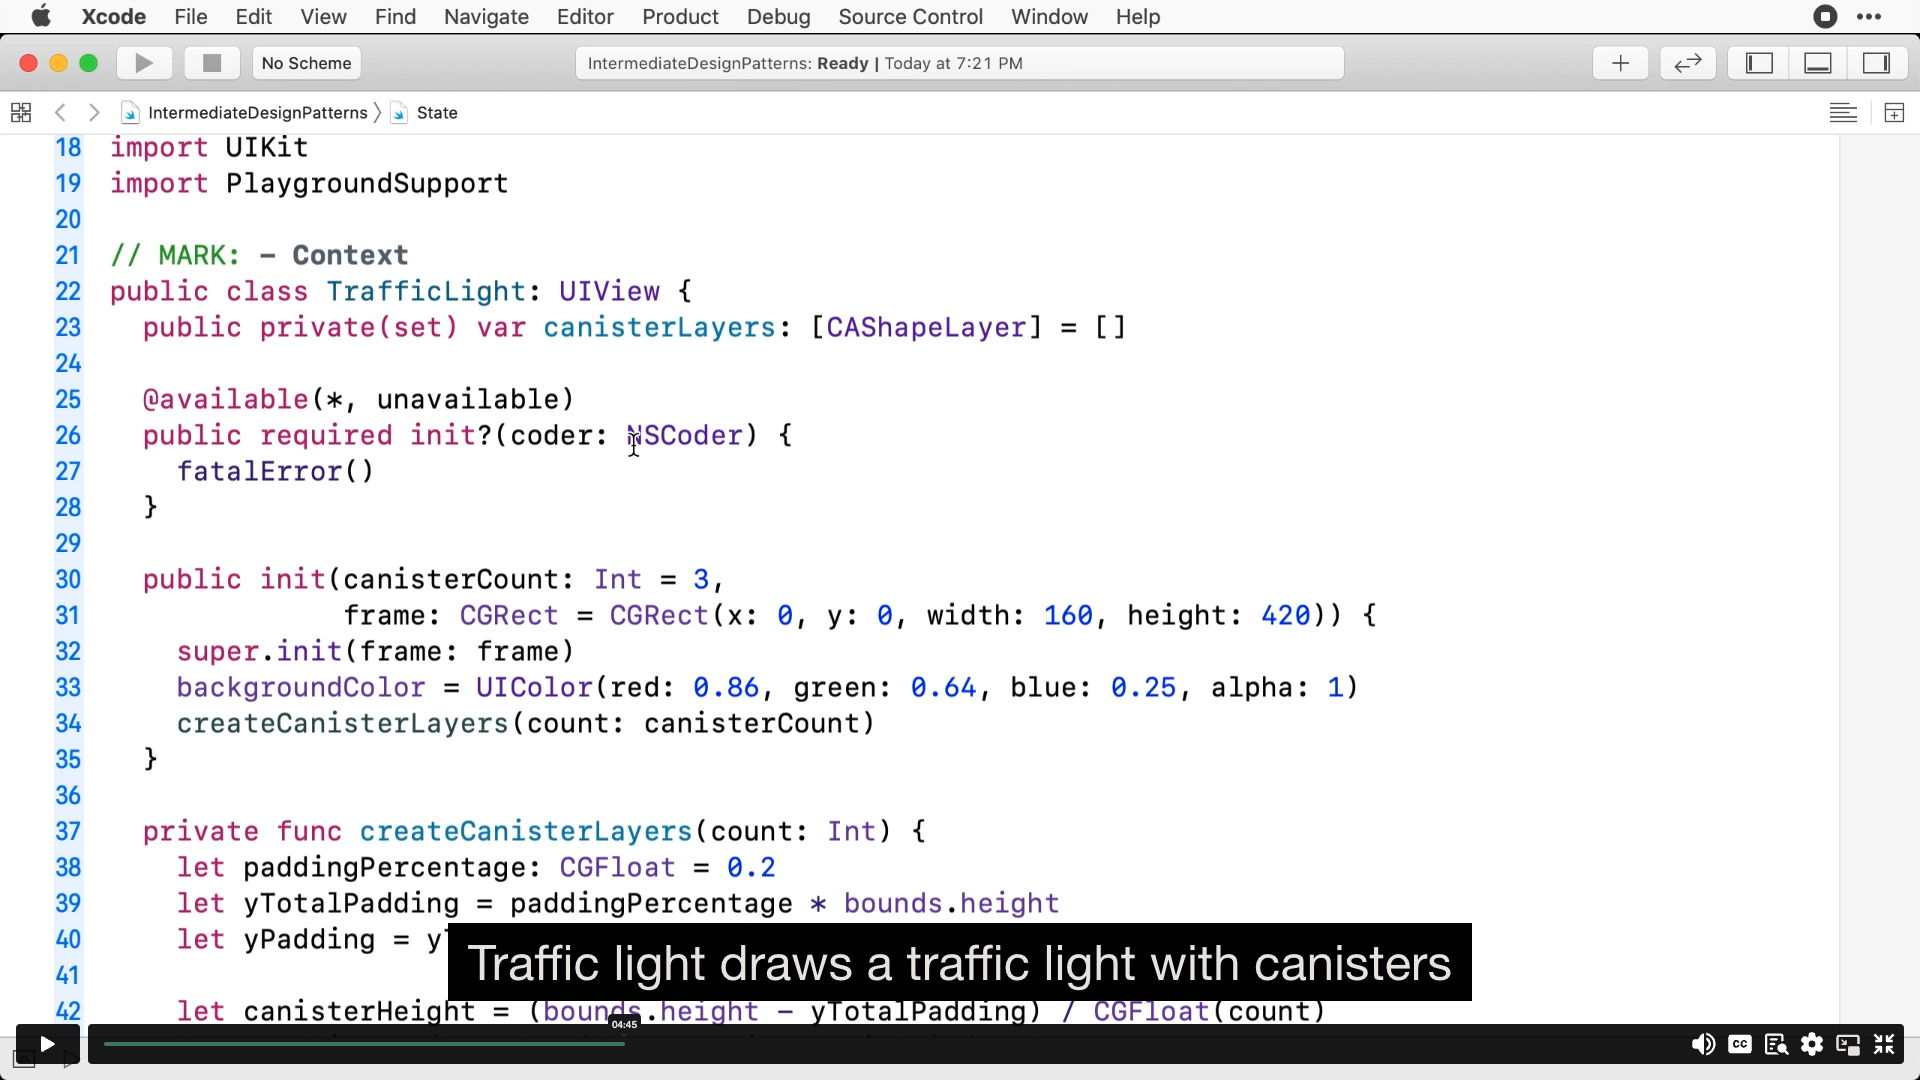 Xcode File Edit View Find Navigate Editor Product Debug Source Control Window Help
No Scheme
IntermediateDesignPatterns: Ready | Today at 7:21 PM
IntermediateDesignPatterns 〉 State
18 import UIKit
19 import PlaygroundSupport
20
21 // MARK: – Context
22 public class TrafficLight: UIView {
23 public private(set) var canisterLayers: [CAShapeLayer] = []
24
25 @available(*, unavailable)
26 public required init?(coder: NSCoder) {
27 fatalError()
28 }
29
30 public init(canisterCount: Int = 3,
31 frame: CGRect = CGRect(x: 0, y: 0, width: 160, height: 420)) {
32 super.init(frame: frame)
33 backgroundColor = UIColor(red: 0.86, green: 0.64, blue: 0.25, alpha: 1)
34 createCanisterLayers(count: canisterCount)
35 }
36
37 private func createCanisterLayers(count: Int) {
38 let paddingPercentage: CGFloat = 0.2
39 let yTotalPadding = paddingPercentage * bounds.height
40 let yPadding =
Traffic light draws a traffic light with canisters
41
42 let canisterHeight = (bounds.height – yTotalPadding) / CGFloat(count)
04:45
CC